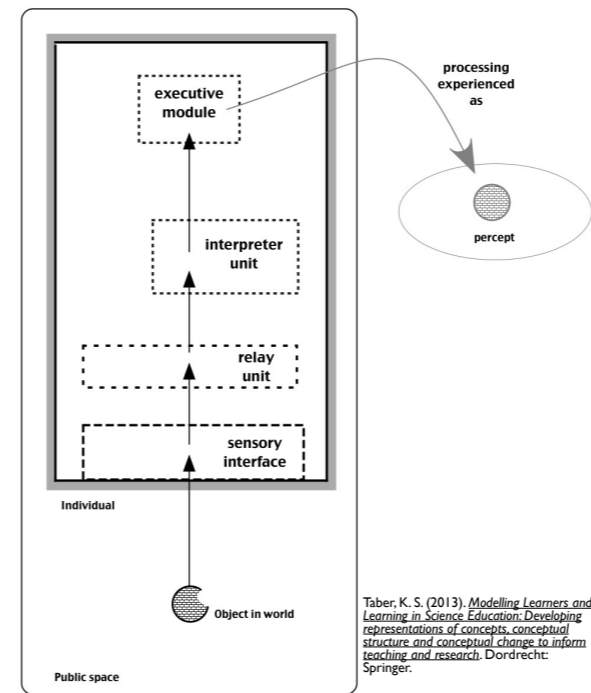 executive
module
processing
experienced
as
percept
interpreter
unit
relay
unit
sensory
interface
Individual
Object in world
Public space
Taber, K. S. (2013). Modelling Learners and
Learning in Science Education: Developing
representations of concepts, conceptual
structure and conceptual change to inform
teaching and research. Dordrecht:
Springer.